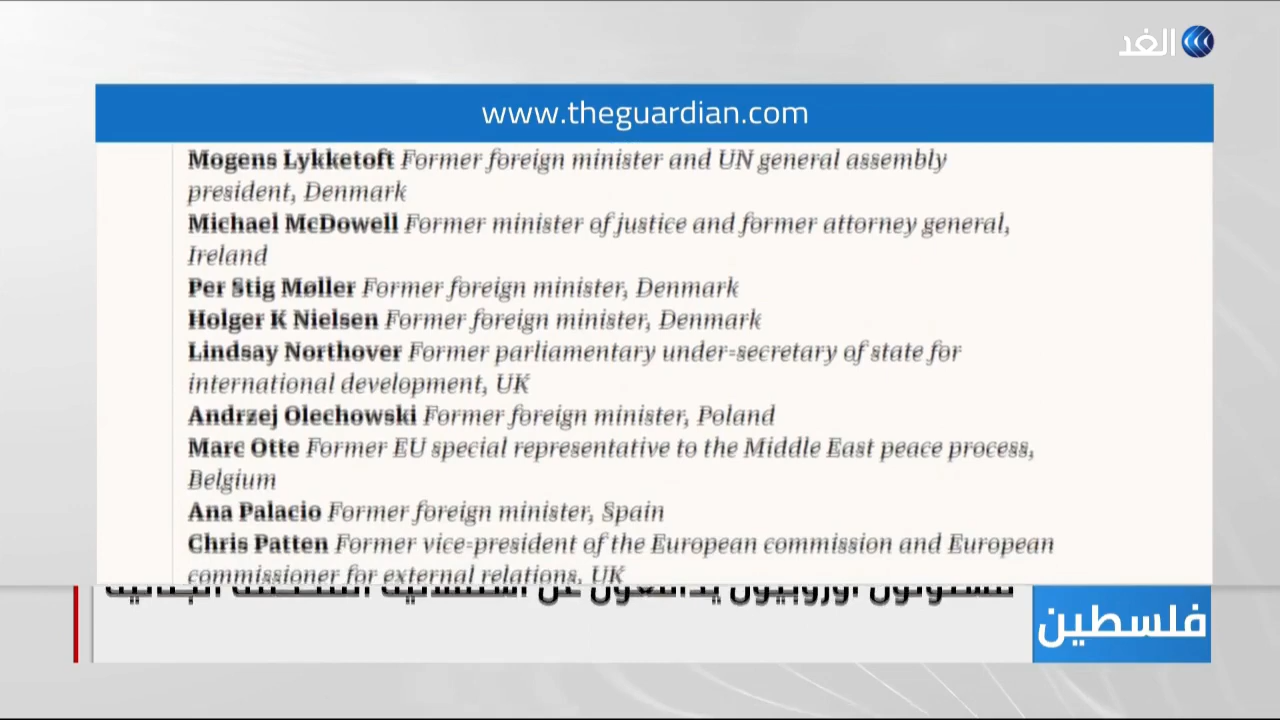 الغد
www.theguardian.com
Mogens Lykketoft Former foreign minister and UN general assembly
president, Denmark
Michael McDowell Former minister of justice and former attorney general,
Ireland
Per Stig Møller Former foreign minister, Denmark
Holger K Nielsen Former foreign minister, Denmark
Lindsay Northover Former parliamentary under-secretary of state for
international development, UK
Andrzej Olechowski Former foreign minister, Poland
Marc Otte Former EU special representative to the Middle East peace process,
Belgium
Ana Palacio Former foreign minister, Spain
Chris Patten Former vice-president of the European commission and European
commissioner for external relations, UK
فلسطين